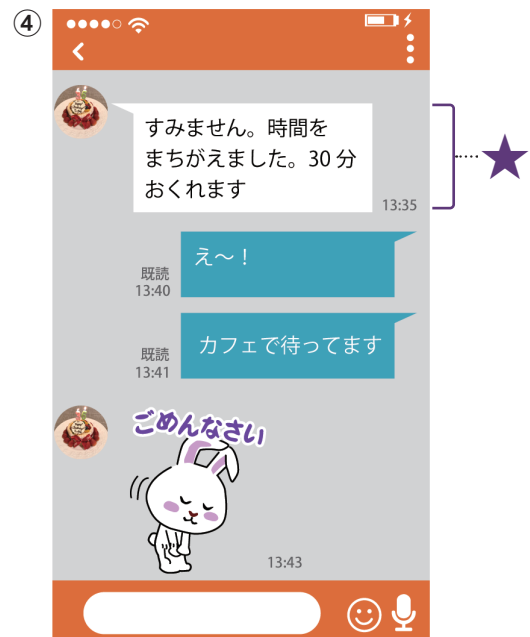 ④
すみません。時間を
まちがえました。30分
おくれます
13:35
え～！
既読
13:40
カフェで待ってます
既読
13:41
ごめんなさい
13:43